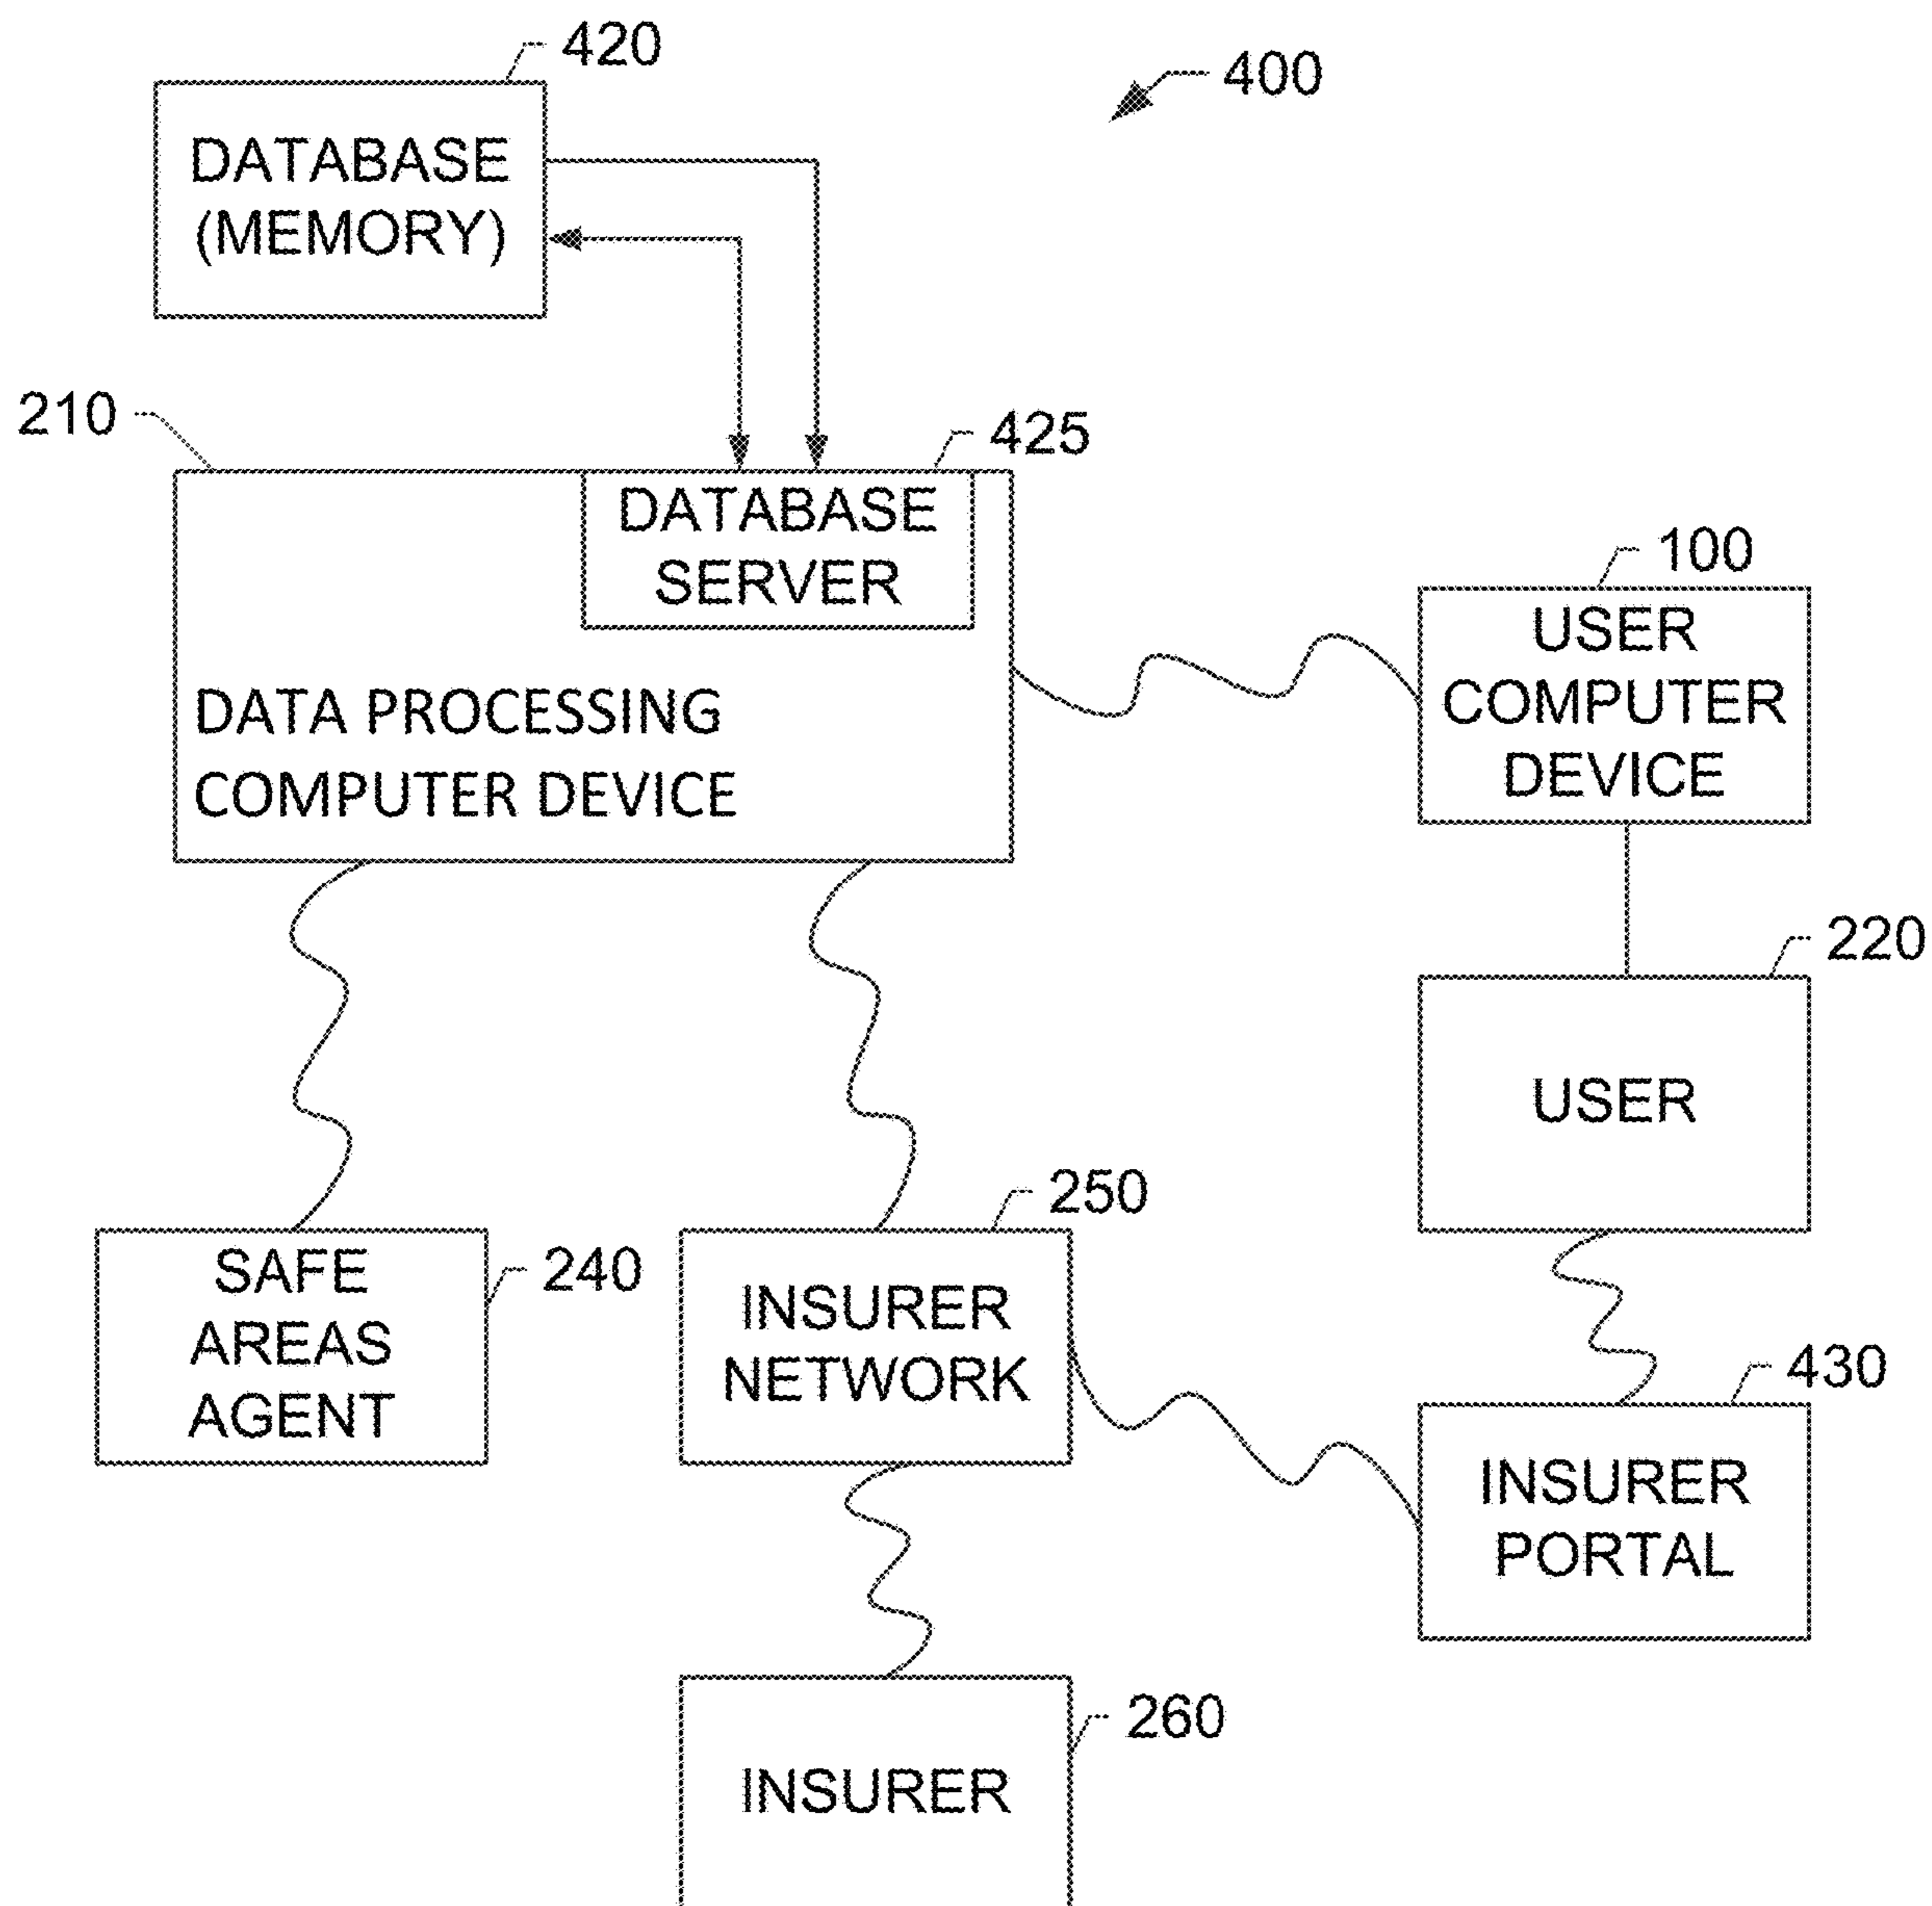 420
400
DATABASE
(MEMORY)
210
425
DATABASE
SERVER
100
USER
COMPUTER
DEVICE
DATA PROCESSING
COMPUTER DEVICE
220
USER
250
240
SAFE
AREAS
AGENT
INSURER
NETWORK
430
INSURER
PORTAL
260
INSURER